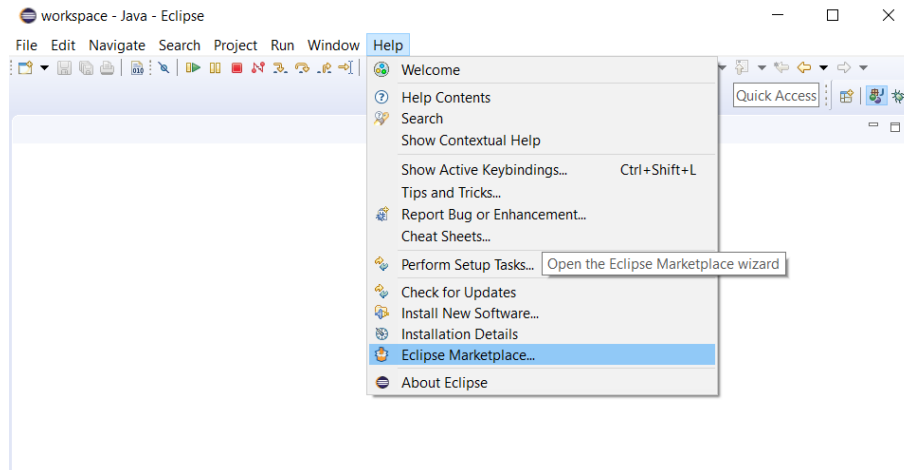 workspace - Java - Eclipse
File Edit Navigate Search Project Run Window Help
Welcome
Quick Access
Help Contents
Search
Show Contextual Help
Show Active Keybindings... Ctrl+Shift+L
Tips and Tricks...
Report Bug or Enhancement...
Cheat Sheets...
Perform Setup Tasks... Open the Eclipse Marketplace wizard
Check for Updates
Install New Software...
Installation Details
Eclipse Marketplace...
About Eclipse